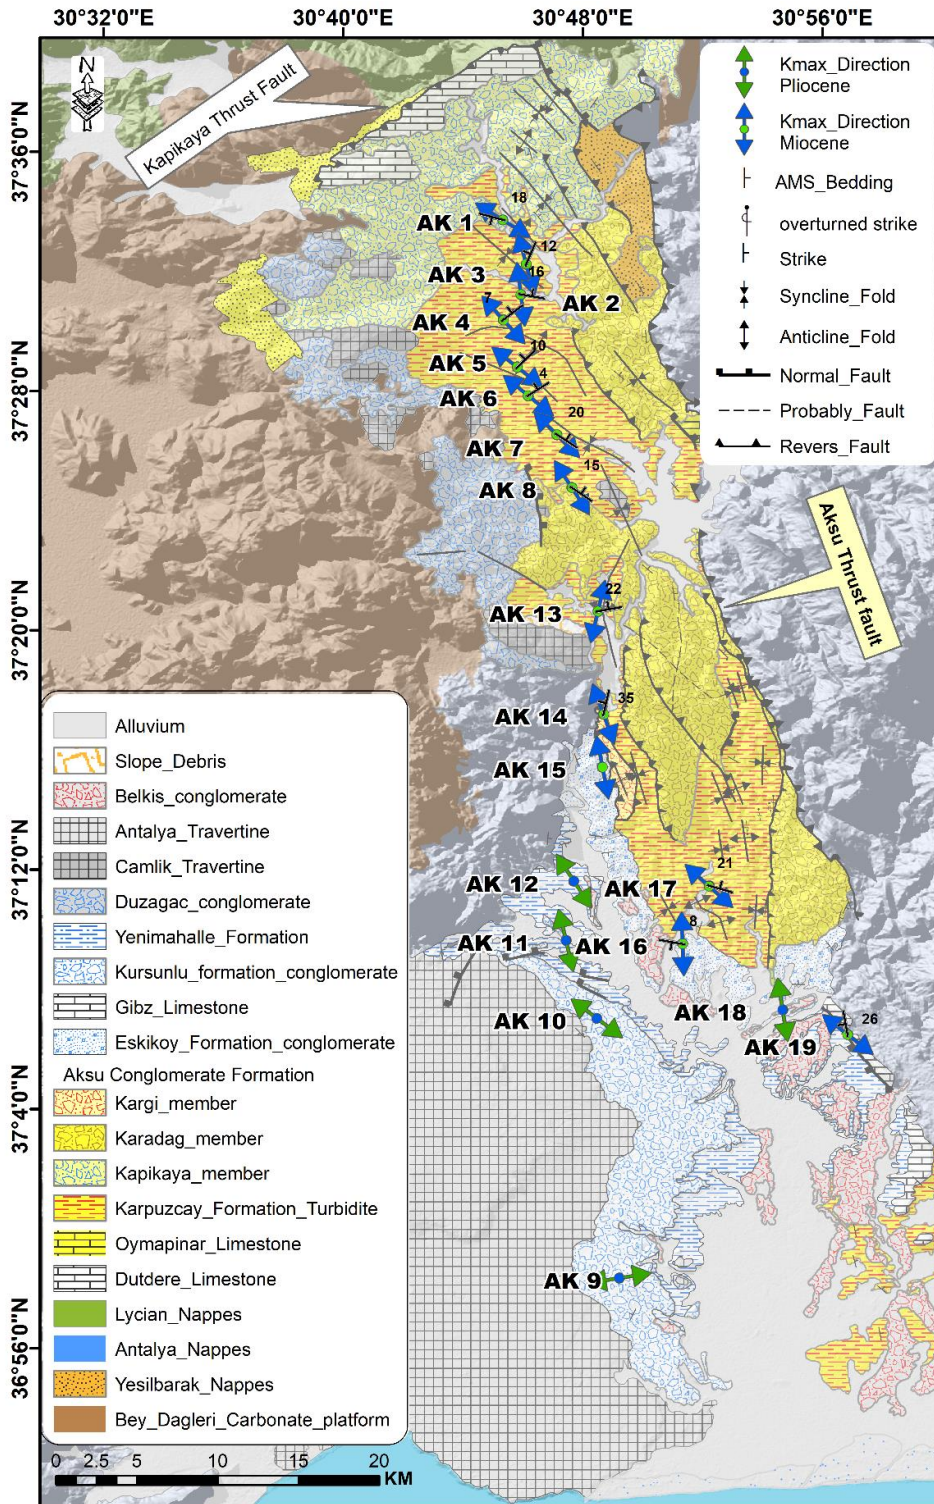 30°32'0"E 30°40'0"E 30°48'0"E 30°56'0"E
N
Kapikaya Thrust Fault
Kmax_Direction
Pliocene
Kmax_Direction
Miocene
AMS_Bedding
overturned strike
Strike
Syncline_Fold
Anticline_Fold
Normal_Fault
Probably_Fault
Revers_Fault
37°36'0"N
37°28'0"N
37°20'0"N
37°12'0"N
37°4'0"N
36°56'0"N
18
AK 1
12
AK 3
16
AK 2
7
AK 4
10
AK 5
4
AK 6
20
AK 7
15
AK 8
Aksu Thrust fault
22
AK 13
35
AK 14
AK 15
21
AK 12
AK 17
8
AK 11
AK 16
AK 18
26
AK 10
AK 19
AK 9
Alluvium
Slope_Debris
Belkis_conglomerate
Antalya_Travertine
Camlik_Travertine
Duzagac_conglomerate
Yenimahalle_Formation
Kursunlu_formation_conglomerate
Gibz_Limestone
Eskikoy_Formation_conglomerate
Aksu Conglomerate Formation
Kargi_member
Karadag_member
Kapikaya_member
Karpuzcay_Formation_Turbidite
Oymapinar_Limestone
Dutdere_Limestone
Lycian_Nappes
Antalya_Nappes
Yesilbarak_Nappes
Bey_Dagleri_Carbonate_platform
0 2.5 5 10 15 20
KM